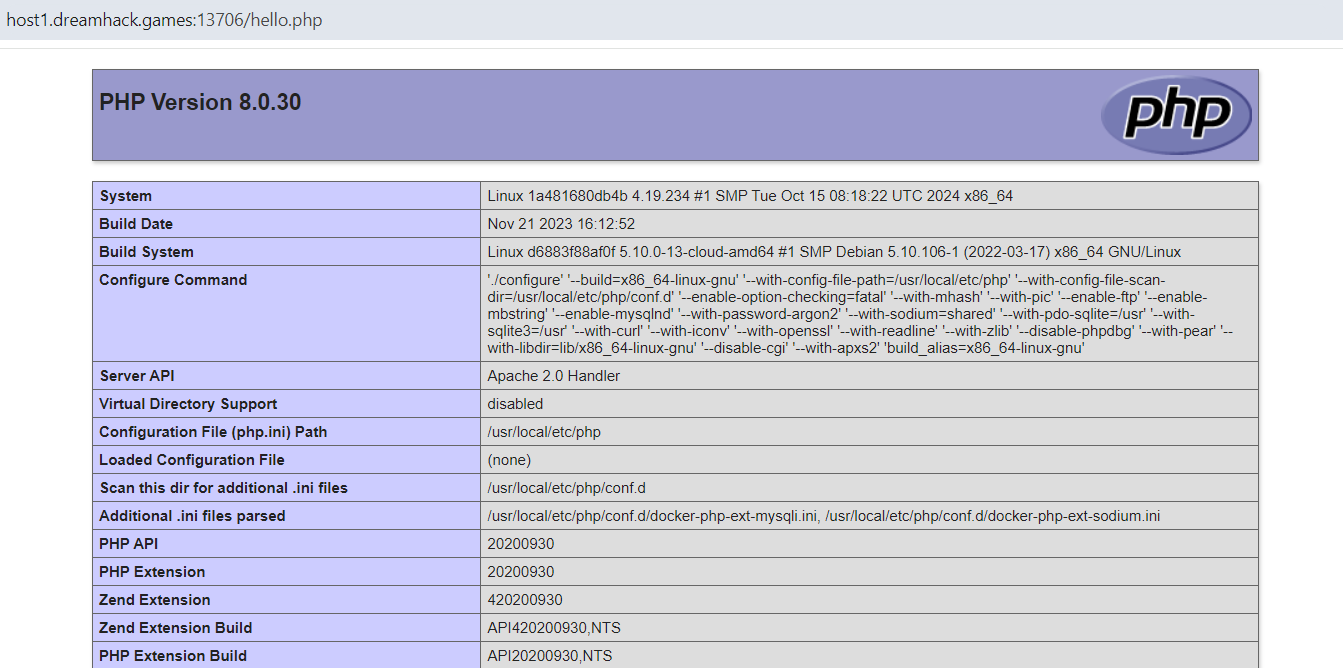 host1.dreamhack.games:13706/hello.php
PHP Version 8.0.30
php
System Linux 1a481680db4b 4.19.234 #1 SMP Tue Oct 15 08:18:22 UTC 2024 x86_64
Build Date Nov 21 2023 16:12:52
Build System Linux d6883f88af0f 5.10.0-13-cloud-amd64 #1 SMP Debian 5.10.106-1 (2022-03-17) x86_64 GNU/Linux
Configure Command './configure' '--build=x86_64-linux-gnu' '--with-config-file-path=/usr/local/etc/php' '--with-config-file-scan-
dir=/usr/local/etc/php/conf.d' '--enable-option-checking=fatal' '--with-mhash' '--with-pic' '--enable-ftp' '--enable-
mbstring' '--enable-mysqlnd' '--with-password-argon2' '--with-sodium=shared' '--with-pdo-sqlite=/usr' '--with-
sqlite3=/usr' '--with-curl' '--with-iconv' '--with-openssl' '--with-readline' '--with-zlib' '--disable-phpdbg' '--with-pear' '--
with-libdir=lib/x86_64-linux-gnu' '--disable-cgi' '--with-apxs2' 'build_alias=x86_64-linux-gnu'
Server API Apache 2.0 Handler
Virtual Directory Support disabled
Configuration File (php.ini) Path /usr/local/etc/php
Loaded Configuration File (none)
Scan this dir for additional .ini files /usr/local/etc/php/conf.d
Additional .ini files parsed /usr/local/etc/php/conf.d/docker-php-ext-mysqli.ini, /usr/local/etc/php/conf.d/docker-php-ext-sodium.ini
PHP API 20200930
PHP Extension 20200930
Zend Extension 420200930
Zend Extension Build API420200930,NTS
PHP Extension Build API20200930,NTS